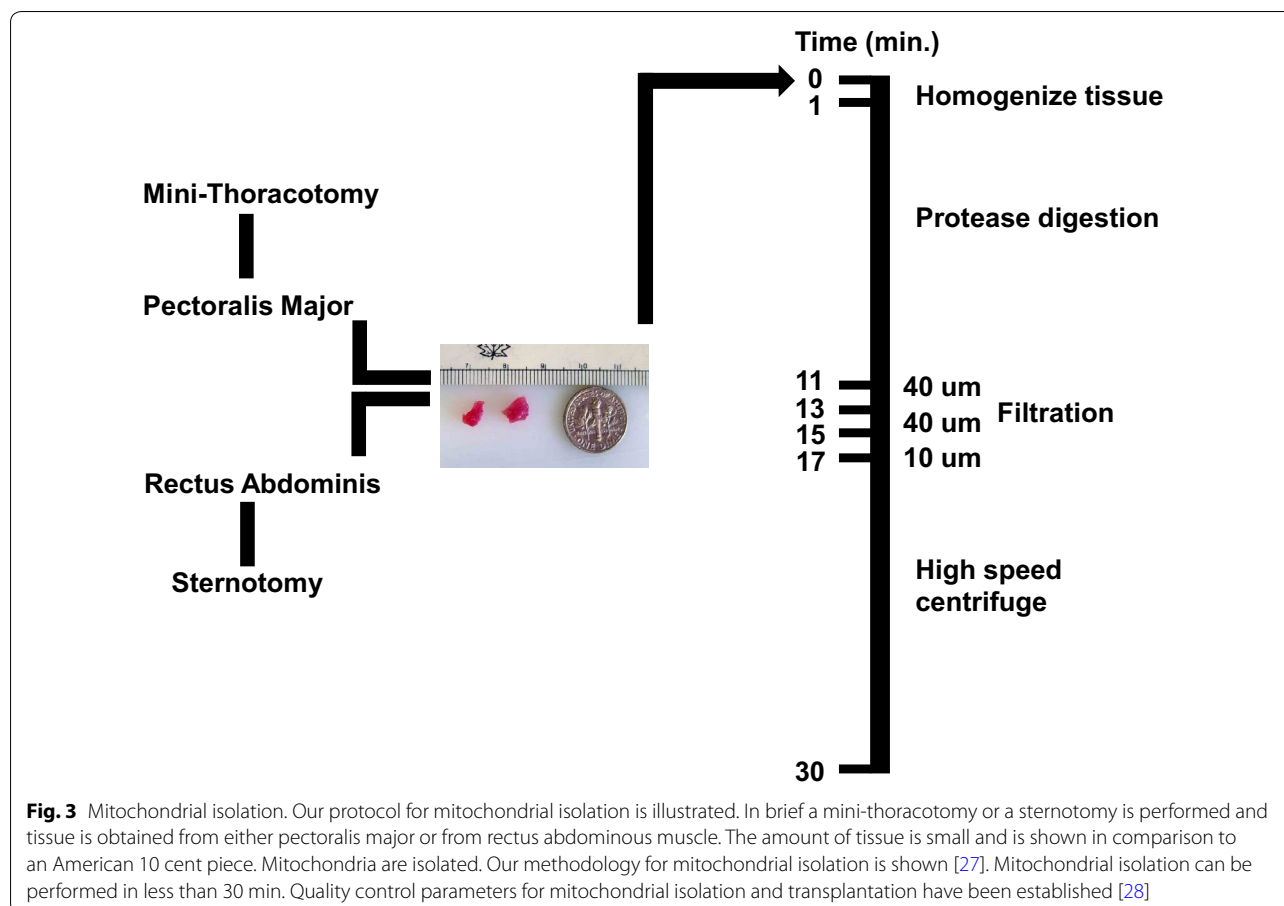 Time (min.)
0
Homogenize tissue
1
Mini-Thoracotomy
Protease digestion
Pectoralis Major
7
8
9
10
11
11
40 um
13
Filtration
40 um
15
10 um
17
Rectus Abdominis
High speed
centrifuge
Sternotomy
30
Fig. 3 Mitochondrial isolation. Our protocol for mitochondrial isolation is illustrated. In brief a mini-thoracotomy or a sternotomy is performed and
tissue is obtained from either pectoralis major or from rectus abdominous muscle. The amount of tissue is small and is shown in comparison to
an American 10 cent piece. Mitochondria are isolated. Our methodology for mitochondrial isolation is shown [27]. Mitochondrial isolation can be
performed in less than 30 min. Quality control parameters for mitochondrial isolation and transplantation have been established [28]